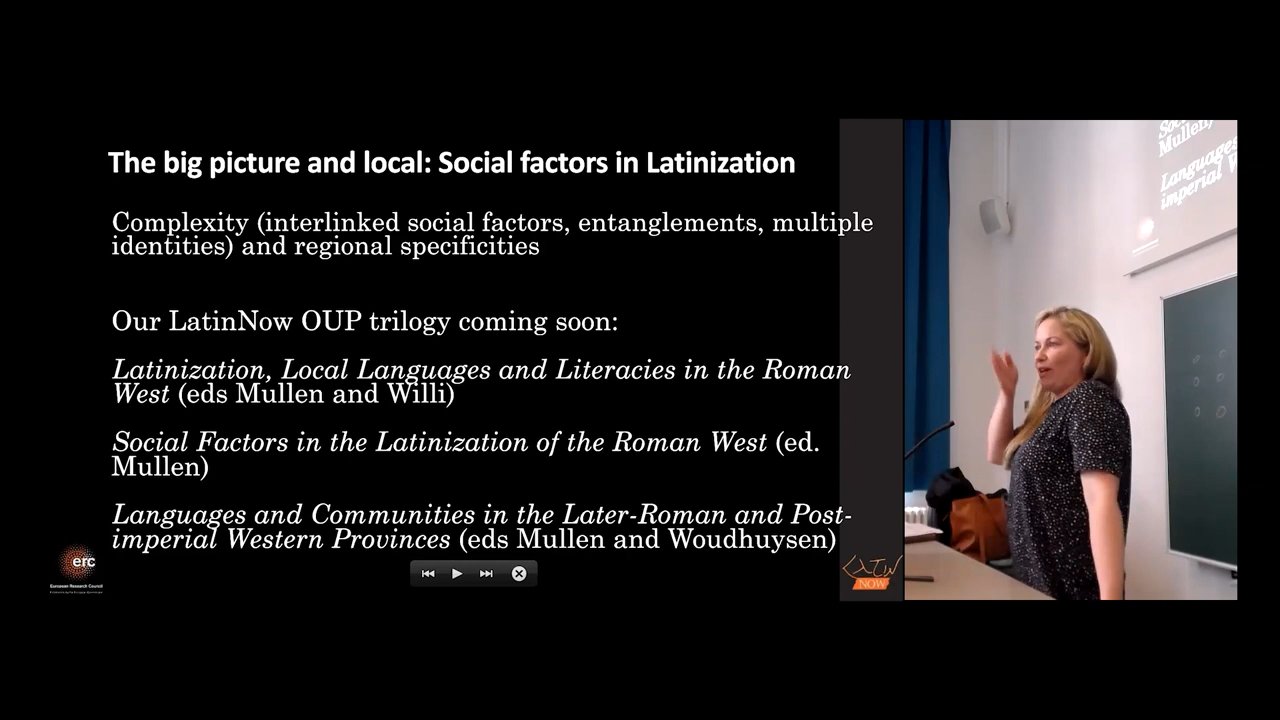 The big picture and local: Social factors in Latinization
Complexity (interlinked social factors, entanglements, multiple
identities) and regional specificities
Our LatinNow OUP trilogy coming soon:
Latinization, Local Languages and Literacies in the Roman
West (eds Mullen and Willi)
Social Factors in the Latinization of the Roman West (ed.
Mullen)
Languages and Communities in the Later-Roman and Post-
imperial Western Provinces (eds Mullen and Woudhuysen)
erc
European Research Council
NOW
Mullen)
Languages
imperial W